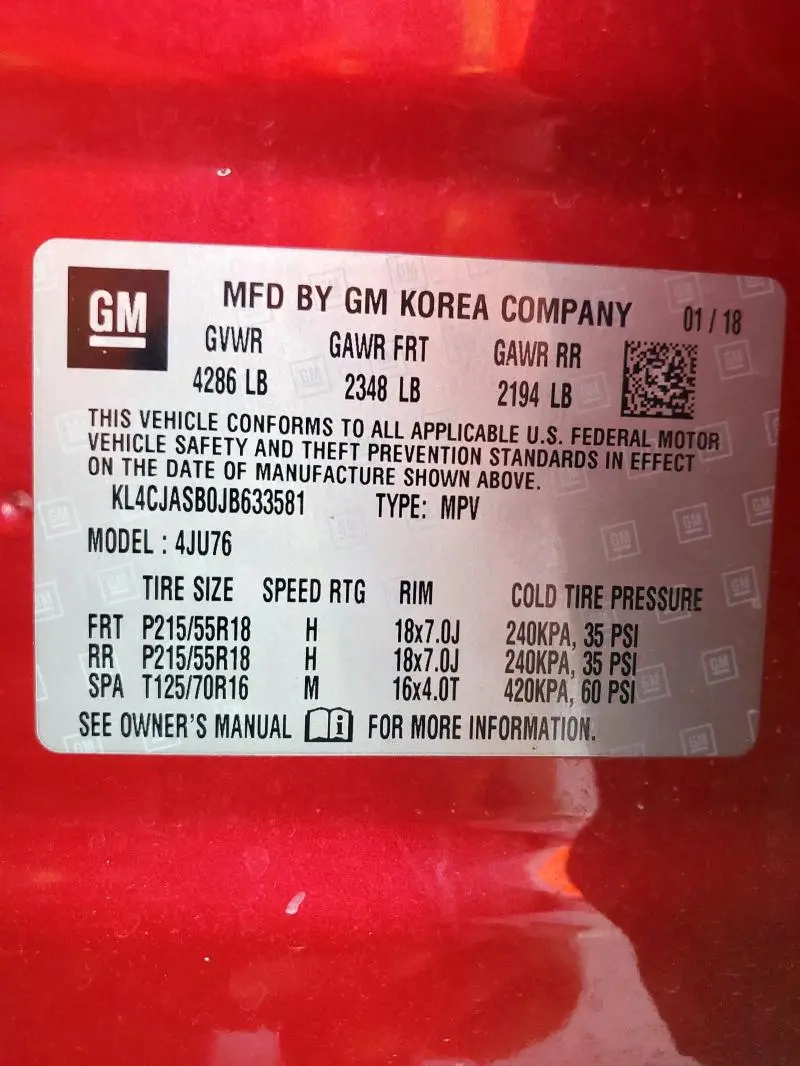 GM
MFD BY GM KOREA COMPANY 01 / 18
GVWR GAWR FRT GAWR RR
4286 LB 2348 LB 2194 LB
THIS VEHICLE CONFORMS TO ALL APPLICABLE U.S. FEDERAL MOTOR
VEHICLE SAFETY AND THEFT PREVENTION STANDARDS IN EFFECT
ON THE DATE OF MANUFACTURE SHOWN ABOVE.
KL4CJASB0JB633581 TYPE: MPV
MODEL : 4JU76
TIRE SIZE SPEED RTG RIM COLD TIRE PRESSURE
FRT P215/55R18 H 18x7.0J 240KPA, 35 PSI
RR P215/55R18 H 18x7.0J 240KPA, 35 PSI
SPA T125/70R16 M 16x4.0T 420KPA, 60 PSI
SEE OWNER'S MANUAL i FOR MORE INFORMATION.